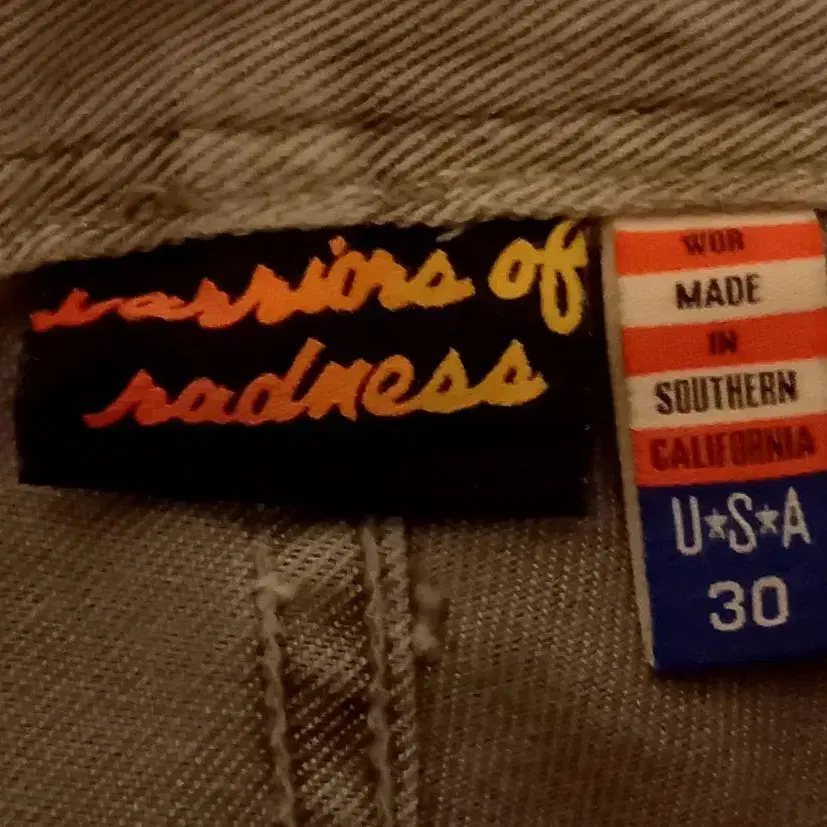 warriors of
radness
WOR
MADE
IN
SOUTHERN
CALIFORNIA
U★S★A
30